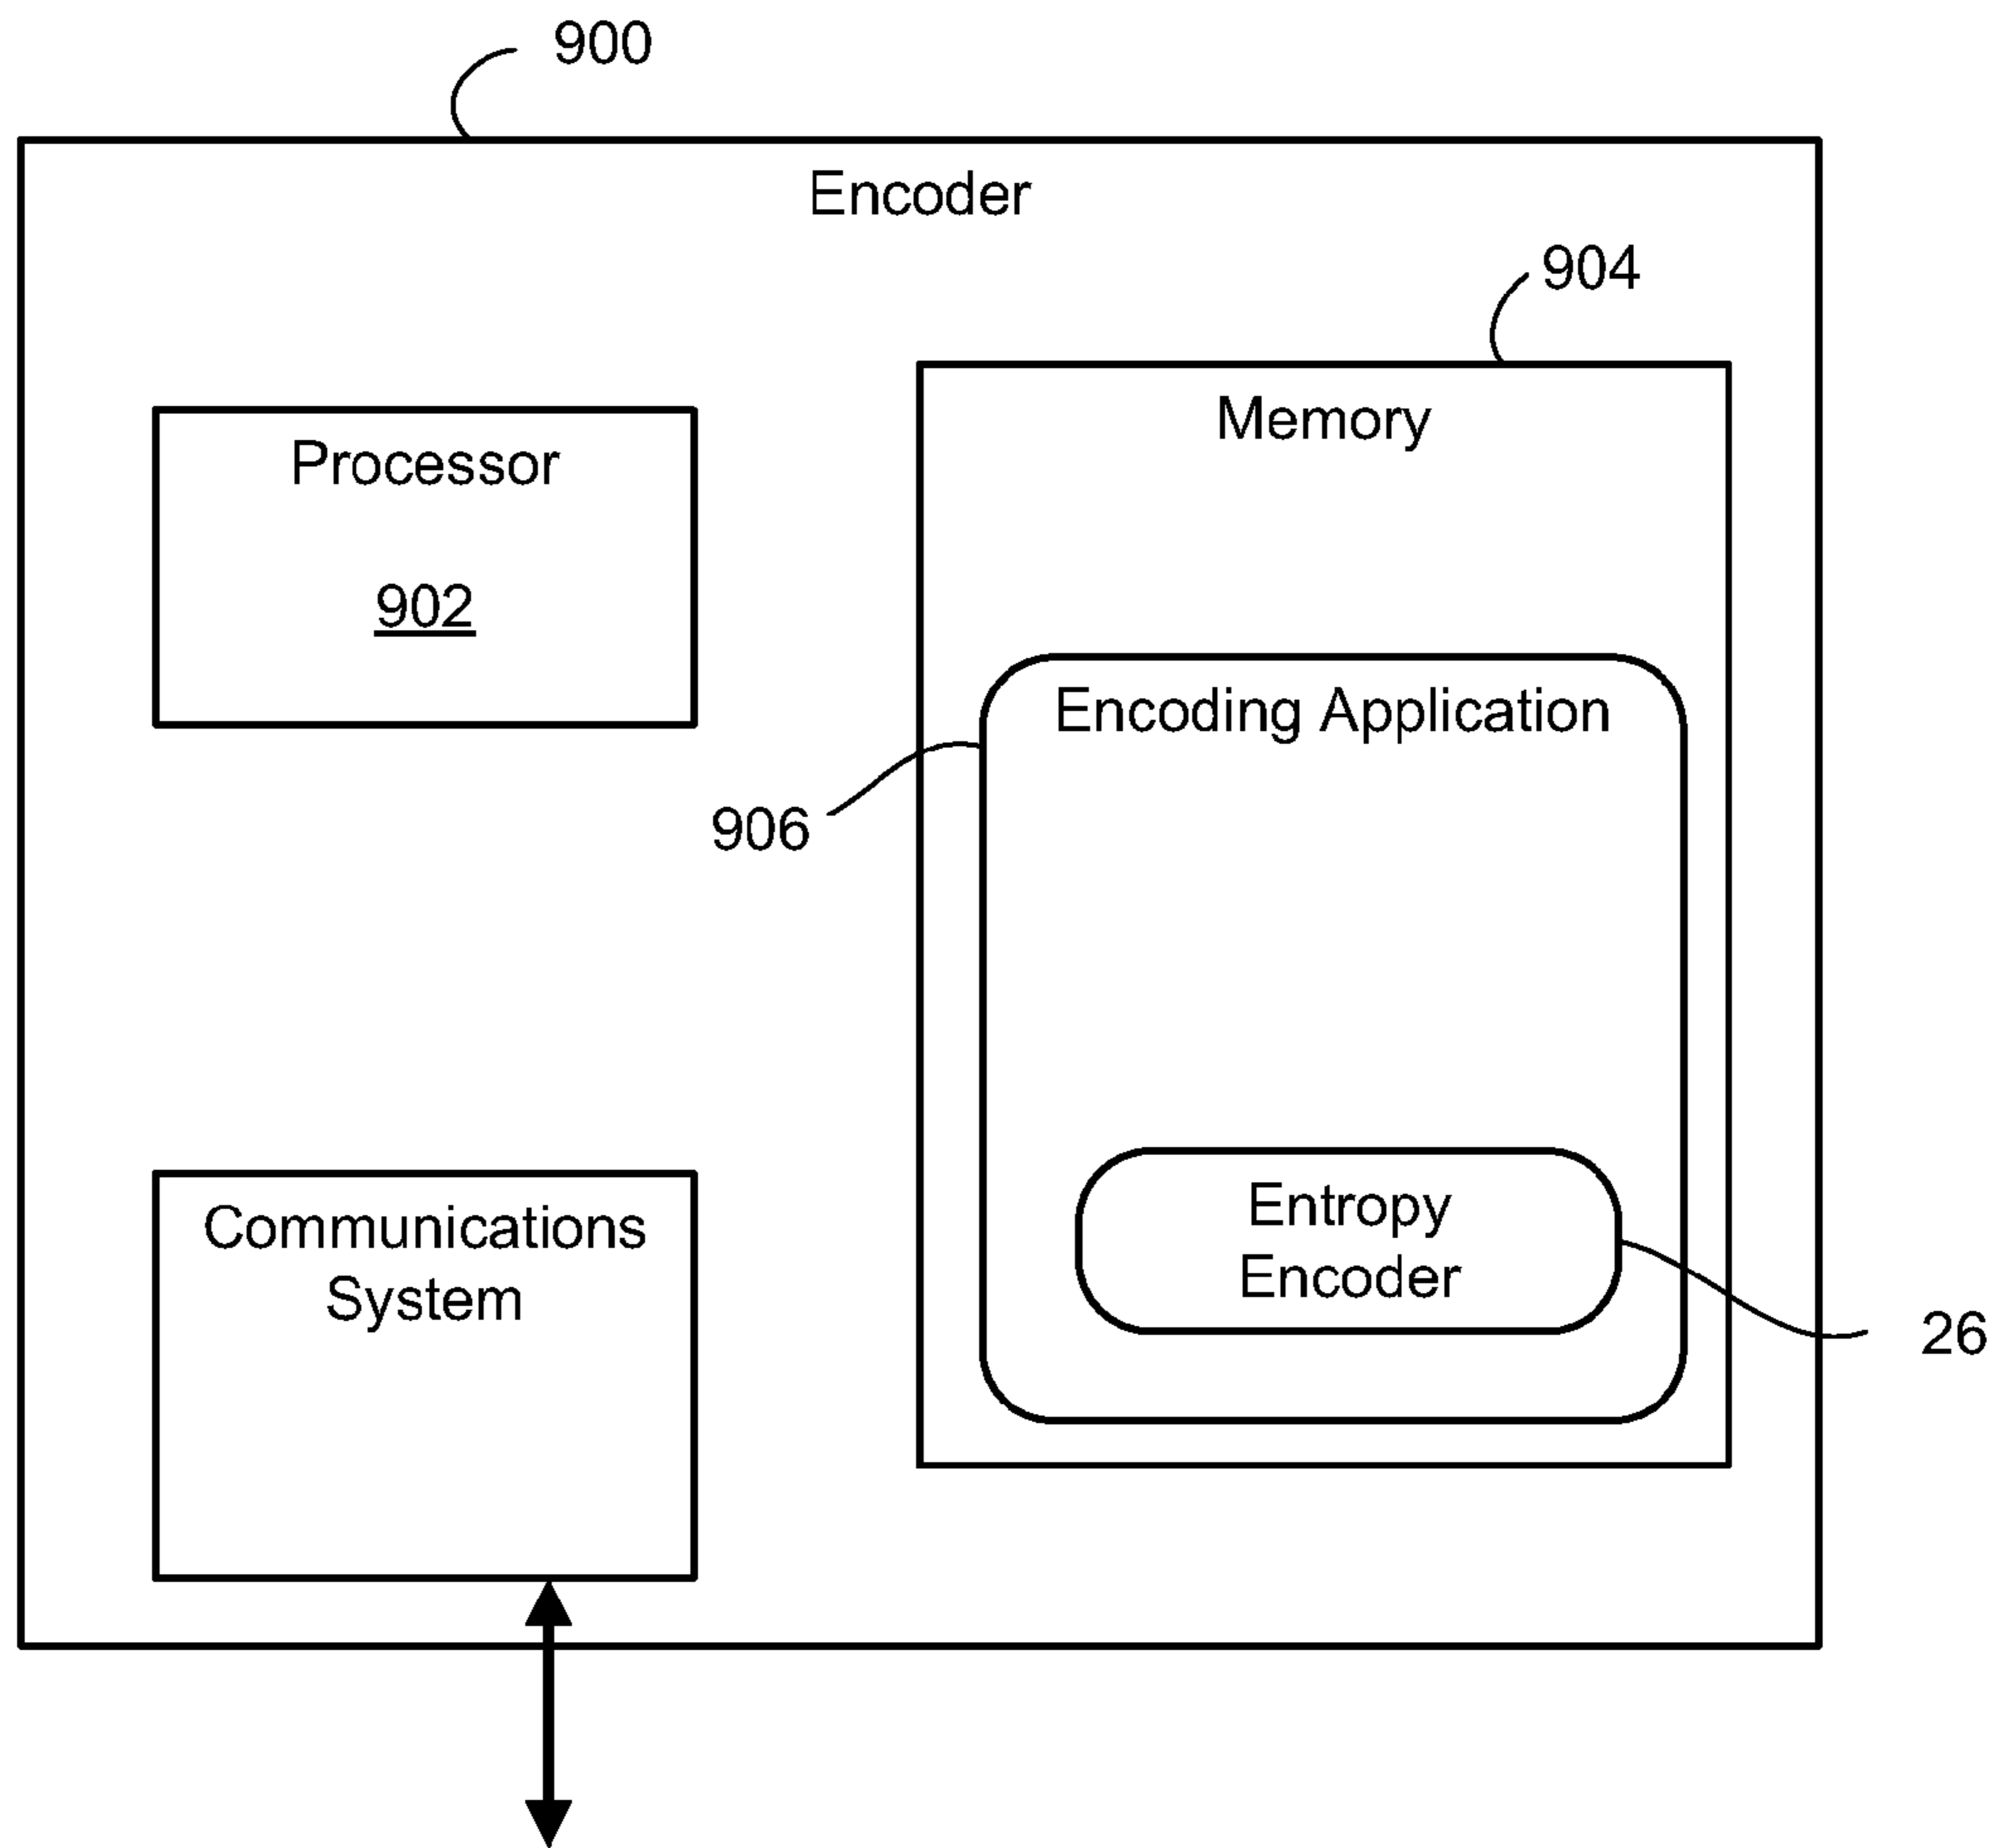 900
Encoder
904
Memory
Processor
902
Encoding Application
906
Entropy
Encoder
Communications
System
26